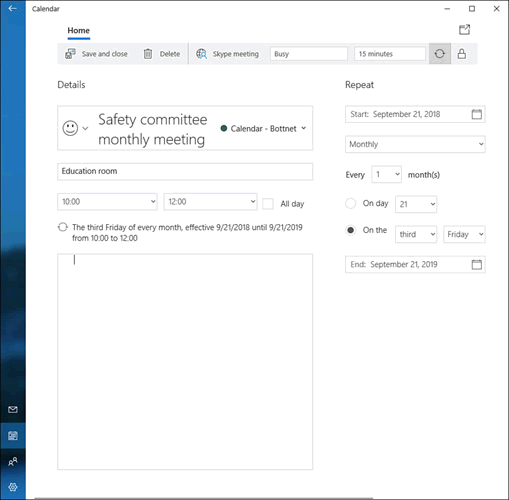 Calendar
Home
Save and close Delete Skype meeting Busy 15 minutes
Details
Safety committee
monthly meeting
Calendar - Bottnet
Education room
10:00 12:00 All day
The third Friday of every month, effective 9/21/2018 until 9/21/2019
from 10:00 to 12:00
Repeat
Start: September 21, 2018
Monthly
Every 1 month(s)
On day 21
On the third Friday
End: September 21, 2019